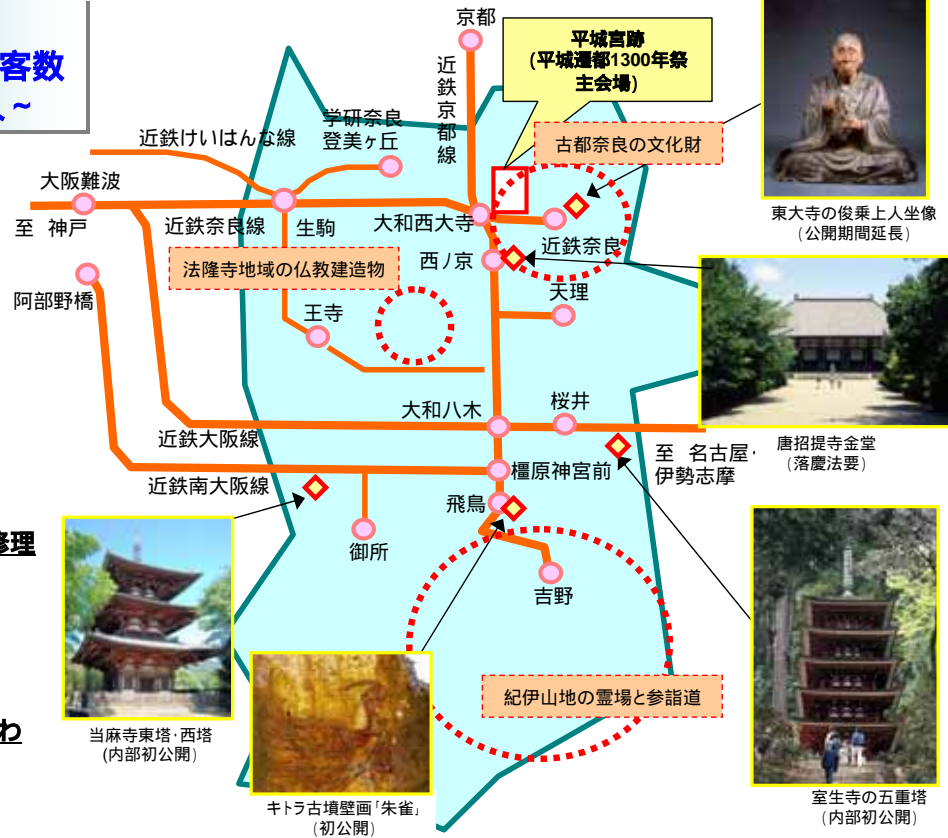 客数
~
京都
平城宮跡
(平城遷都1300年祭
主会場)
近鉄京都線
学研奈良
登美ヶ丘
近鉄けいはんな線
古都奈良の文化財
大阪難波
至 神戸
近鉄奈良線
生駒
大和西大寺
近鉄奈良
東大寺の俊乗上人坐像
(公開期間延長)
西ノ京
法隆寺地域の仏教建造物
阿部野橋
王寺
天理
大和八木
桜井
近鉄大阪線
唐招提寺金堂
(落慶法要)
至 名古屋・
伊勢志摩
橿原神宮前
近鉄南大阪線
飛鳥
修理
御所
吉野
紀伊山地の霊場と参詣道
わ
当麻寺東塔・西塔
(内部初公開)
キトラ古墳壁画「朱雀」
(初公開)
室生寺の五重塔
(内部初公開)